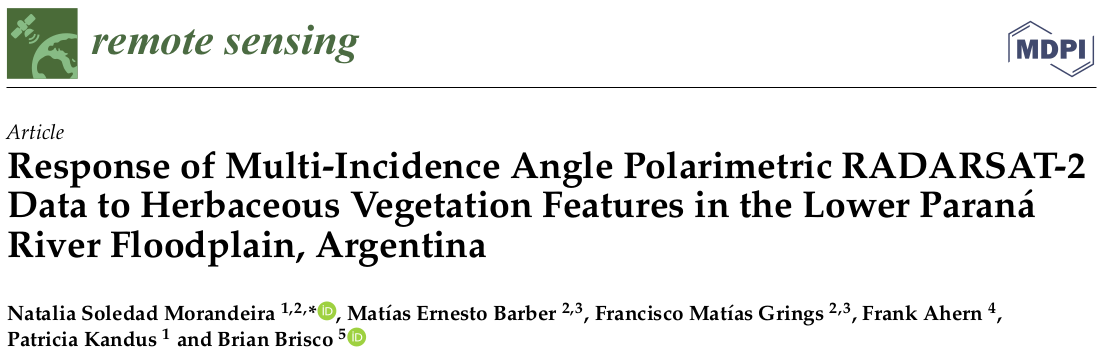 remote sensing
MDPI
Article
Response of Multi-Incidence Angle Polarimetric RADARSAT-2
Data to Herbaceous Vegetation Features in the Lower Paraná
River Floodplain, Argentina
Natalia Soledad Morandeira 1,2,* iD, Matías Ernesto Barber 2,3, Francisco Matías Grings 2,3, Frank Ahern 4,
Patricia Kandus 1 and Brian Brisco 5 iD